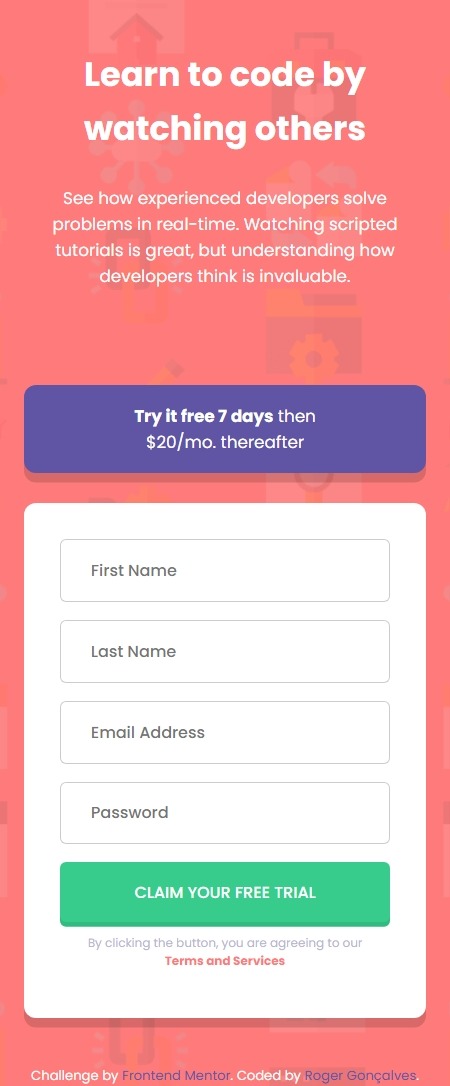 Learn to code by
watching others
See how experienced developers solve
problems in real-time. Watching scripted
tutorials is great, but understanding how
developers think is invaluable.
Try it free 7 days then
$20/mo. thereafter
First Name
Last Name
Email Address
Password
CLAIM YOUR FREE TRIAL
By clicking the button, you are agreeing to our
Terms and Services
Challenge by Frontend Mentor. Coded by Roger Gonçalves.